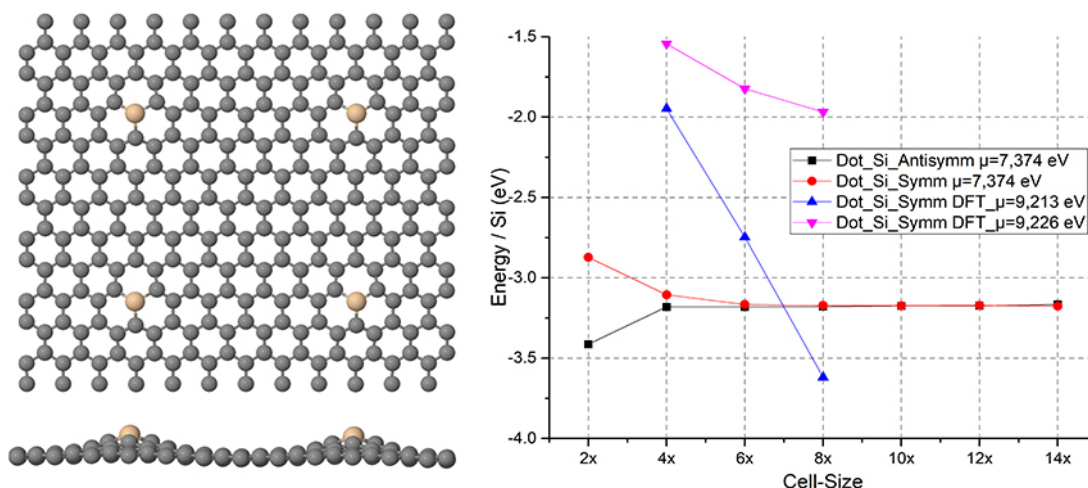 -1.5
-2.0
-2.5
-3.0
-3.5
-4.0
Energy / Si (eV)
Dot_Si_Antisymm μ=7,374 eV
Dot_Si_Symm μ=7,374 eV
Dot_Si_Symm DFT_μ=9,213 eV
Dot_Si_Symm DFT_μ=9,226 eV
2x 4x 6x 8x 10x 12x 14x
Cell-Size